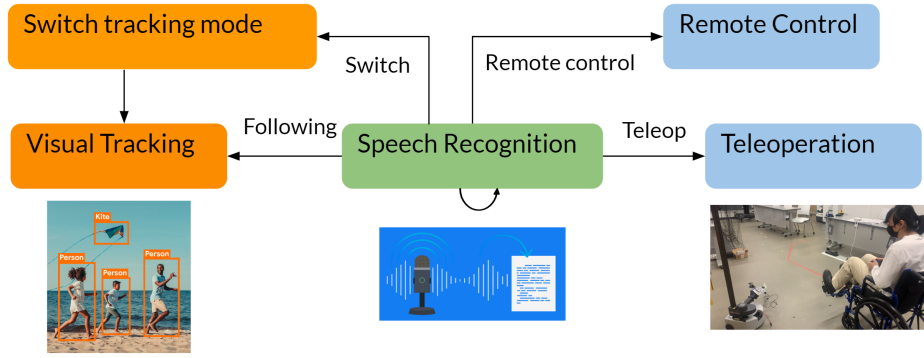 Switch tracking mode
Remote Control
Switch
Remote control
Visual Tracking
Following
Speech Recognition
Teleop
Teleoperation
Kite
Person
Person
Person